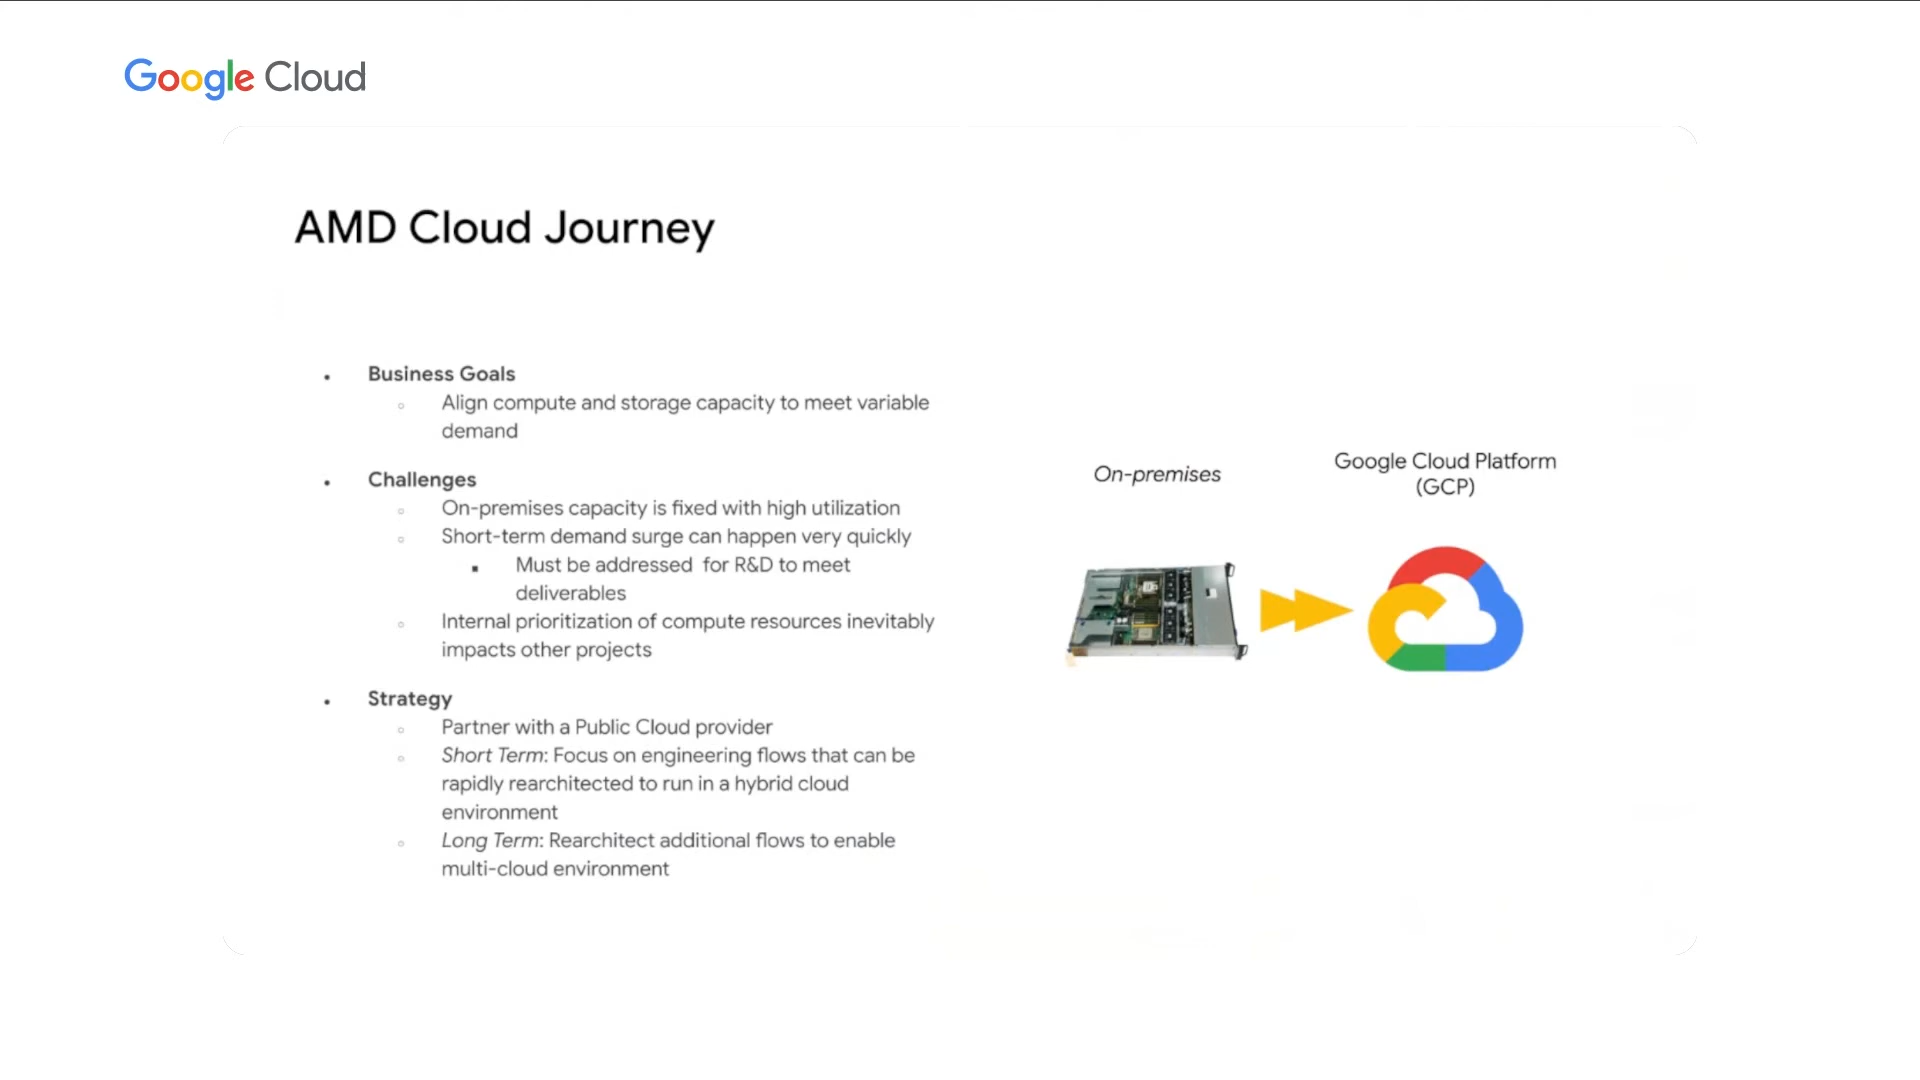 Google Cloud
AMD Cloud Journey
Business Goals
Align compute and storage capacity to meet variable
demand
Challenges
On-premises capacity is fixed with high utilization
Short-term demand surge can happen very quickly
Must be addressed for R&D to meet
deliverables
Internal prioritization of compute resources inevitably
impacts other projects
Strategy
Partner with a Public Cloud provider
Short Term: Focus on engineering flows that can be
rapidly rearchitected to run in a hybrid cloud
environment
Long Term: Rearchitect additional flows to enable
multi-cloud environment
On-premises
Google Cloud Platform
(GCP)